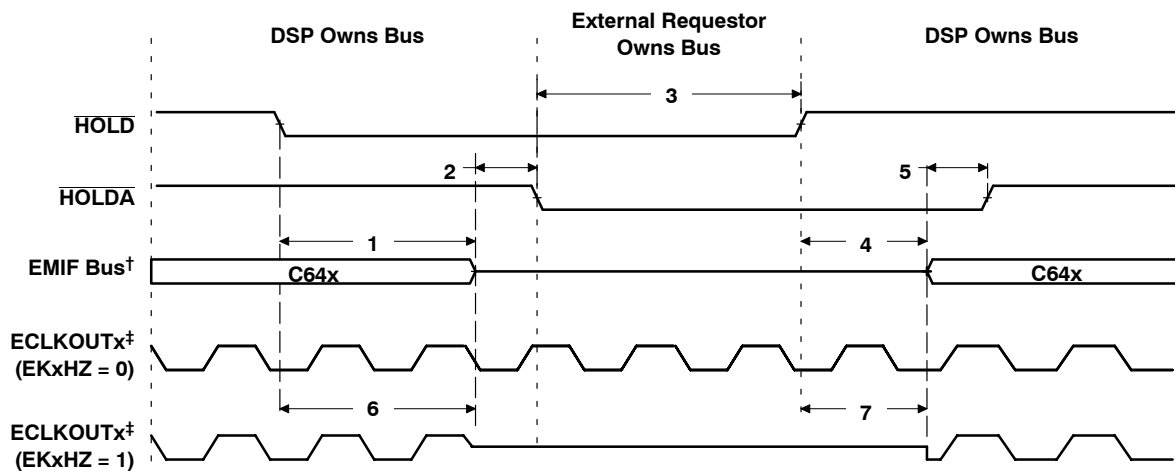 DSP Owns Bus
External Requestor
Owns Bus
DSP Owns Bus
HOLD
3
HOLDA
2
5
1
4
EMIF Bus†
C64x
C64x
ECLKOUTx‡
(EKxHZ = 0)
6
7
ECLKOUTx‡
(EKxHZ = 1)